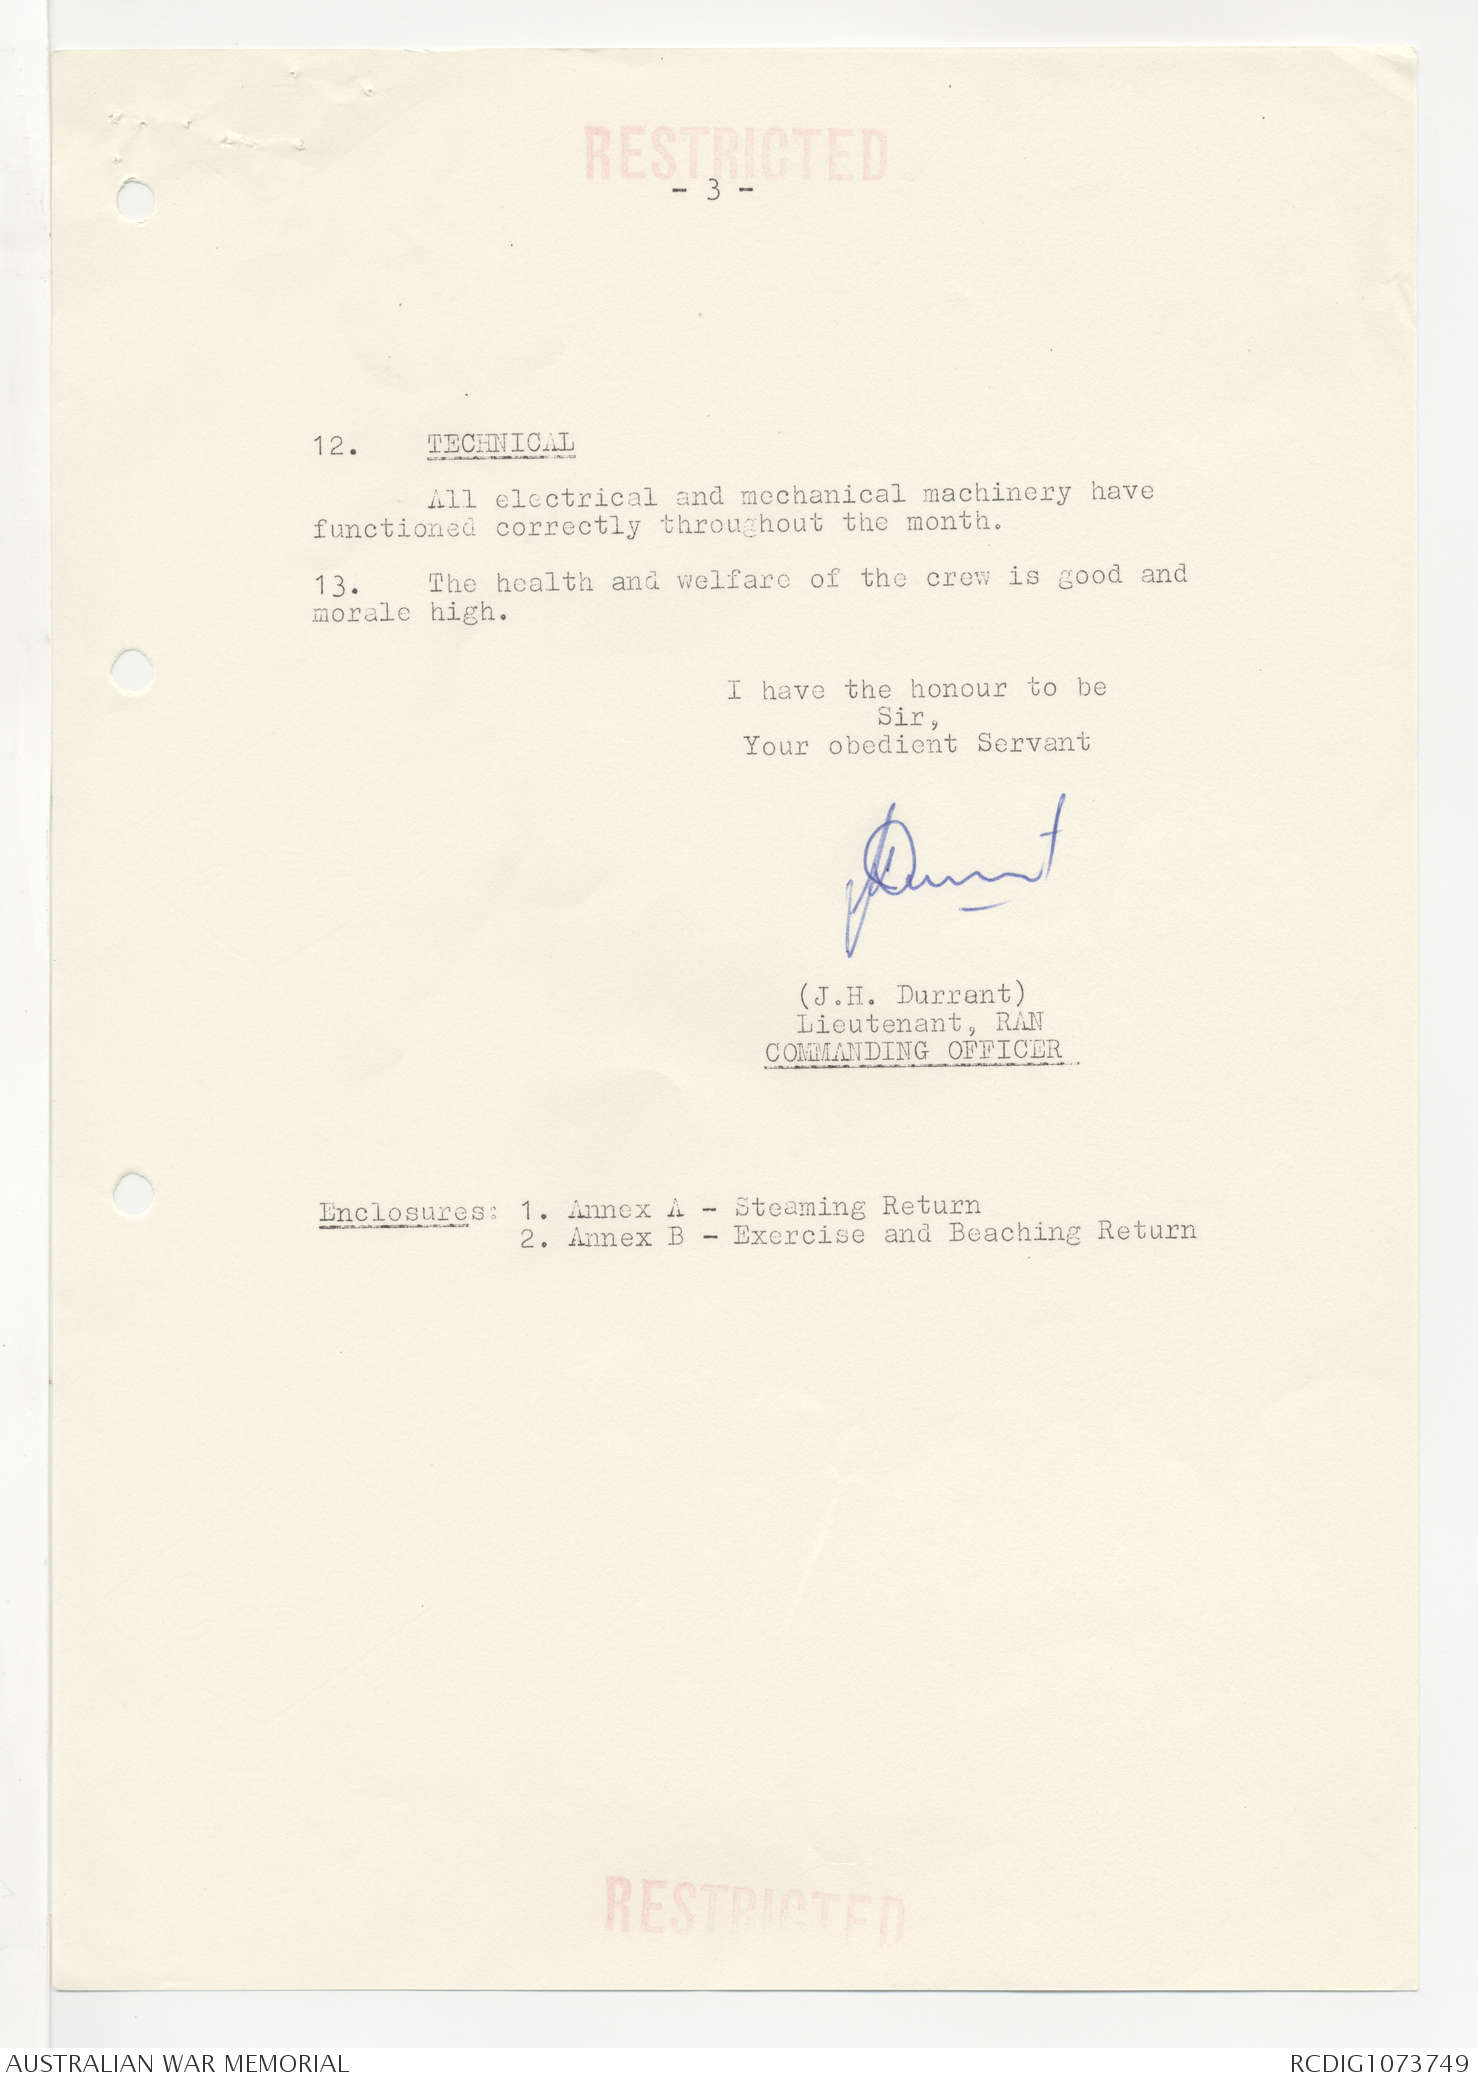 RESTRICTED
- 3 -
12. TECHNICAL
All electrical and mechanical machinery have
functioned correctly throughout the month.
13. The health and welfare of the crew is good and
morale high.
I have the honour to be
Sir,
Your obedient Servant
JHDurrant
(J.H. Durrant)
Lieutenant, RAN
COMMANDING OFFICER
Enclosures: 1. Annex A - Steaming Return
2. Annex B - Exercise and Beaching Return
RESTRICTED
AUSTRALIAN WAR MEMORIAL
RCDIG1073749